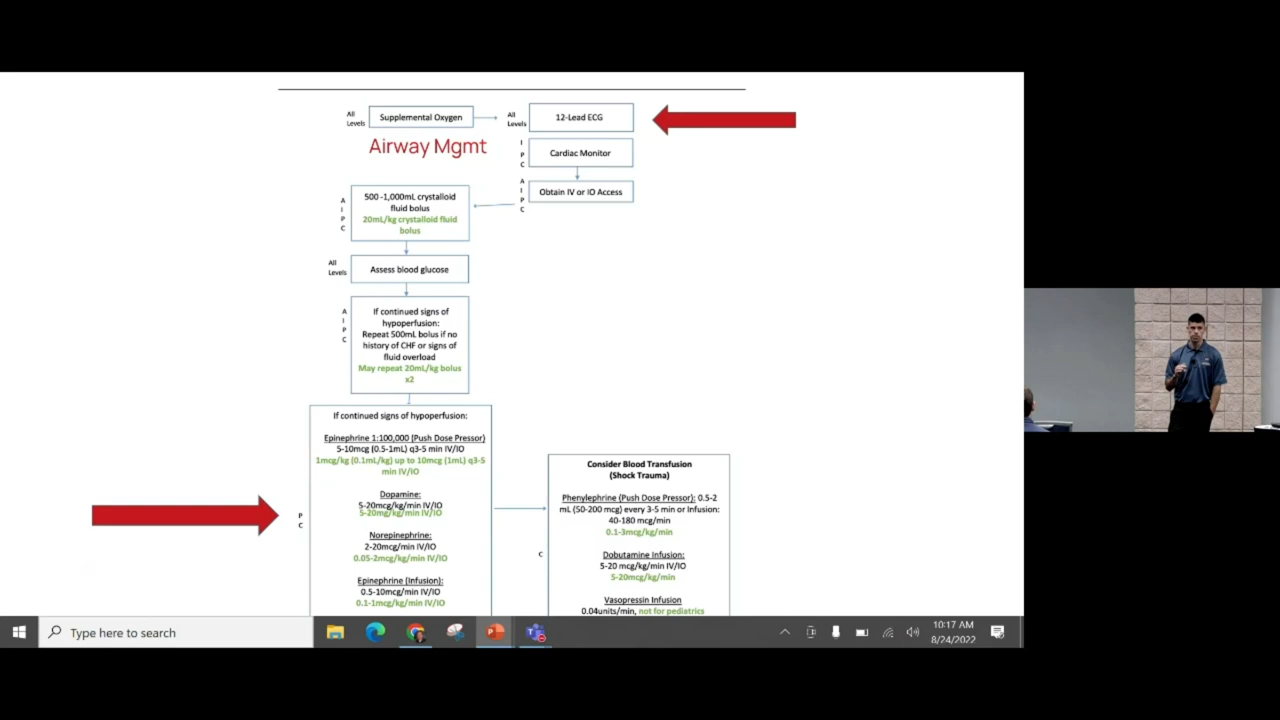 All
Levels
Supplemental Oxygen
All
Levels
12-Lead ECG
Airway Mgmt
I
P
C
Cardiac Monitor
A
I
P
C
Obtain IV or IO Access
A
I
P
C
500 -1,000mL crystalloid
fluid bolus
20mL/kg crystalloid fluid
bolus
All
Levels
Assess blood glucose
A
I
P
C
If continued signs of
hypoperfusion:
Repeat 500mL bolus if no
history of CHF or signs of
fluid overload
May repeat 20mL/kg bolus
x2
P
C
If continued signs of hypoperfusion:
Epinephrine 1:100,000 (Push Dose Pressor)
5-10mcg (0.5-1mL) q3-5 min IV/IO
1mcg/kg (0.1mL/kg) up to 10mcg (1mL) q3-5
min IV/IO
Dopamine:
5-20mcg/kg/min IV/IO
5-20mcg/kg/min IV/IO
Norepinephrine:
2-20mcg/min IV/IO
0.05-2mcg/kg/min IV/IO
Epinephrine (Infusion):
0.5-10mcg/min IV/IO
0.1-1mcg/kg/min IV/IO
C
Consider Blood Transfusion
(Shock Trauma)
Phenylephrine (Push Dose Pressor): 0.5-2
mL (50-200 mcg) every 3-5 min or Infusion:
40-180 mcg/min
0.1-3mcg/kg/min
Dobutamine Infusion:
5-20 mcg/kg/min IV/IO
5-20mcg/kg/min
Vasopressin Infusion
0.04units/min, not for pediatrics
Type here to search
10:17 AM
8/24/2022